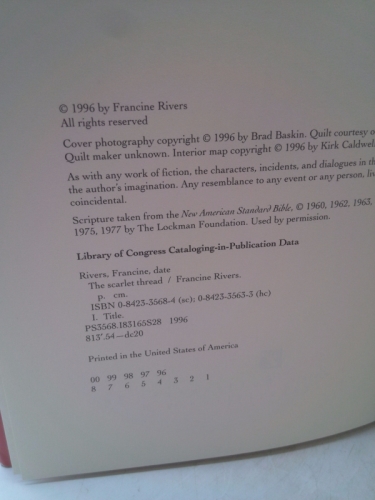 © 1996 by Francine Rivers
All rights reserved
Cover photography copyright © 1996 by Brad Baskin. Quilt courtesy
Quilt maker unknown. Interior map copyright © 1996 by Kirk Caldwel
As with any work of fiction, the characters, incidents, and dialogues in
the author's imagination. Any resemblance to any event or any person,
coincidental.
Scripture taken from the New American Standard Bible, © 1960, 1962, 1963,
1975, 1977 by The Lockman Foundation. Used by permission.
Library of Congress Cataloging-in-Publication Data
Rivers, Francine, date
The scarlet thread / Francine Rivers.
p. cm.
ISBN 0-8423-3568-4 (sc); 0-8423-3563-3 (hc)
1. Title.
PS3568.I83165S28 1996
813'.54—dc20
Printed in the United States of America
00 99 98 97 96
8 7 6 5 4 3 2 1